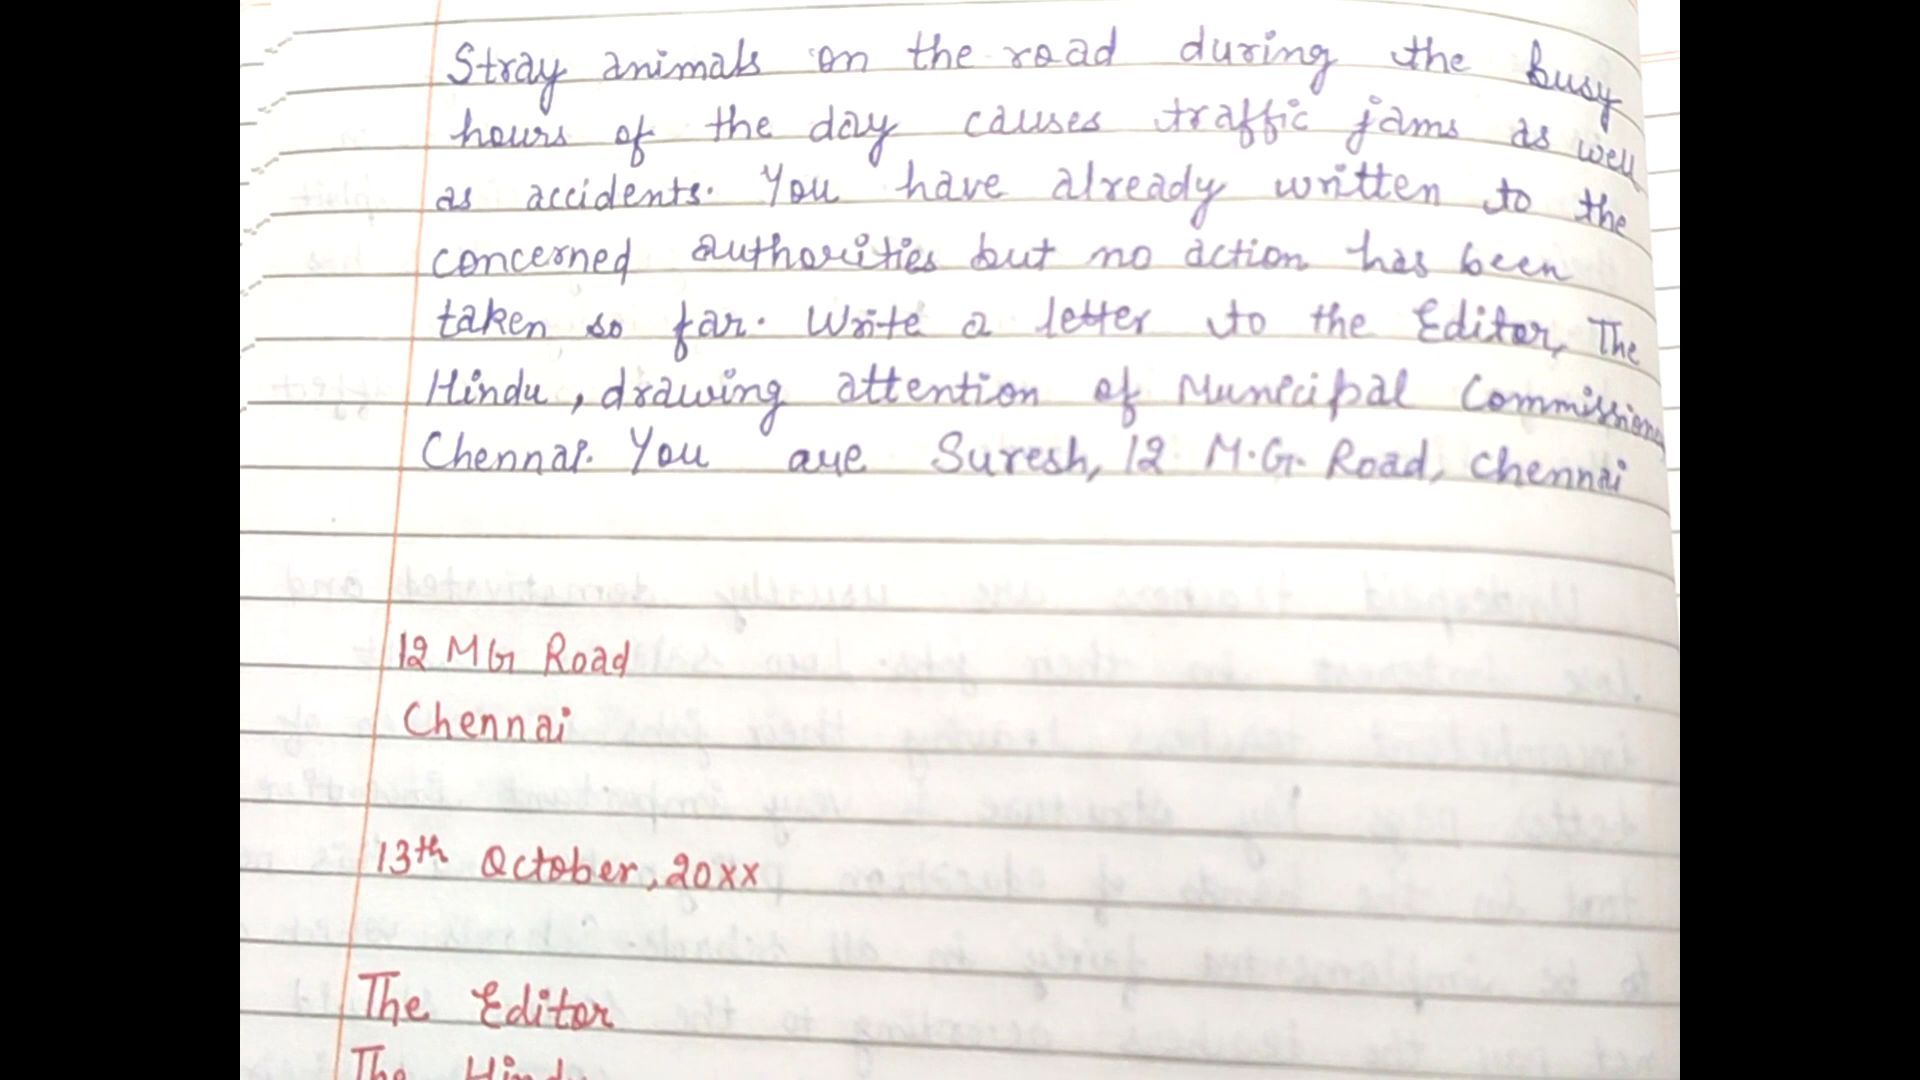 Stray animals on the road during the busy
hours of the day causes traffic jams as well
as accidents. You have already written to the
concerned authorities but no action has been
taken so far. Write a letter to the Editor, The
Hindu, drawing attention of Municipal
Chennai. You are Suresh, 12 M.G. Road, Chennai
12 MG Road
Chennai
13th October, 20xx
The Editor
The Hindu